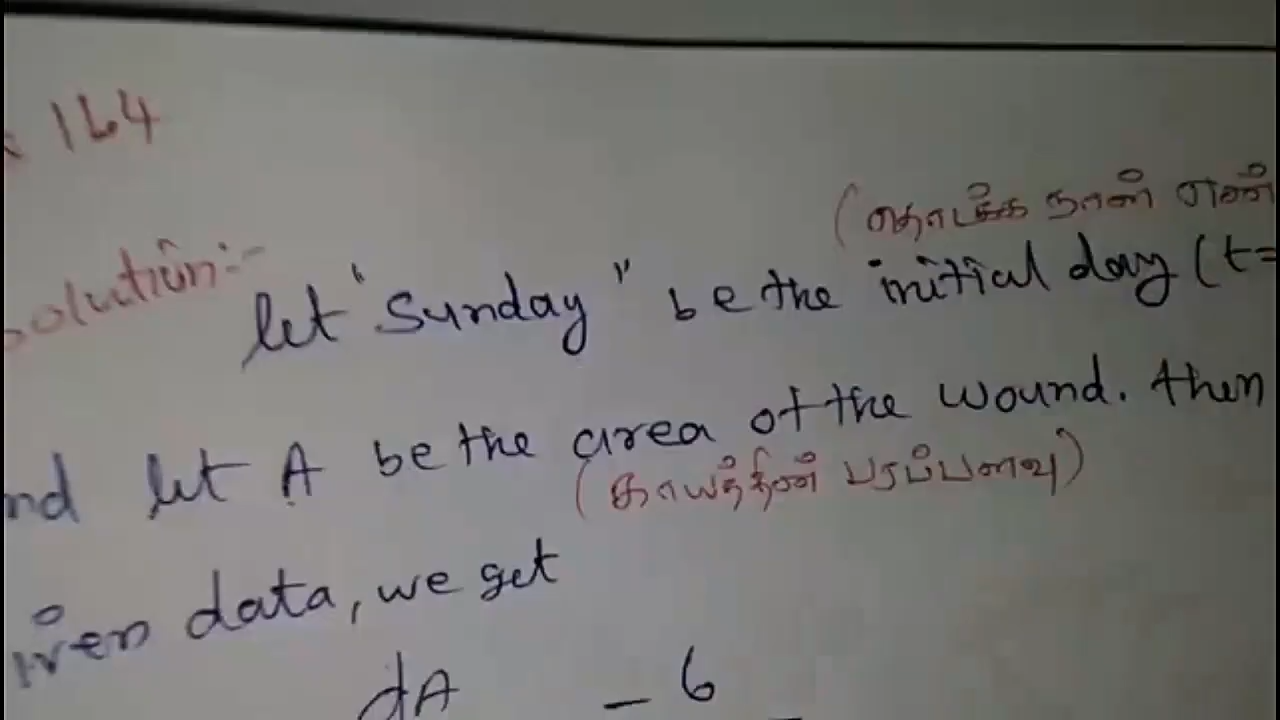 164
(தொடக்க நாள் என்
Solution:-
let "Sunday" be the initial day (t=
nd let A be the area of the wound. then
(காயத்தின் பரப்பளவு)
iven data, we get
dA - 6